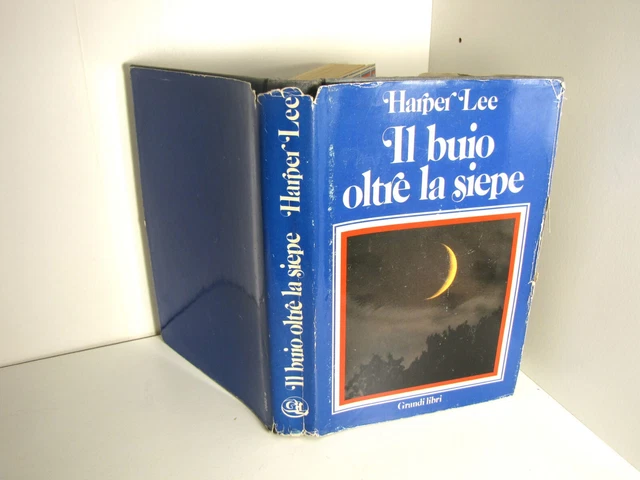 Harper Lee
Il buio
oltre la siepe
Grandi libri
Il buio oltre la siepe Harper Lee